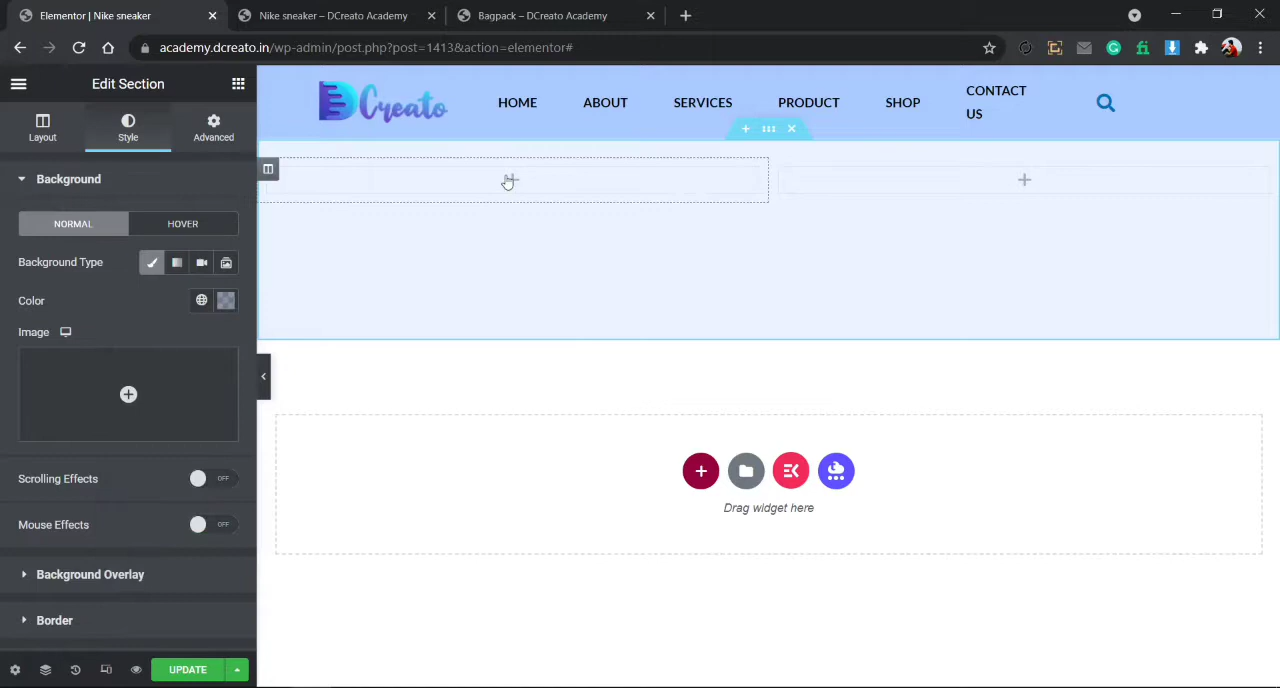 Elementor | Nike sneaker
Nike sneaker – DCreato Academy
Bagpack – DCreato Academy
academy.dcreato.in/wp-admin/post.php?post=1413&action=elementor#
Edit Section
Layout
Style
Advanced
DCreato
HOME
ABOUT
SERVICES
PRODUCT
SHOP
CONTACT
US
Background
NORMAL
HOVER
Background Type
Color
Image
Scrolling Effects
OFF
Mouse Effects
OFF
Background Overlay
Border
UPDATE
Drag widget here